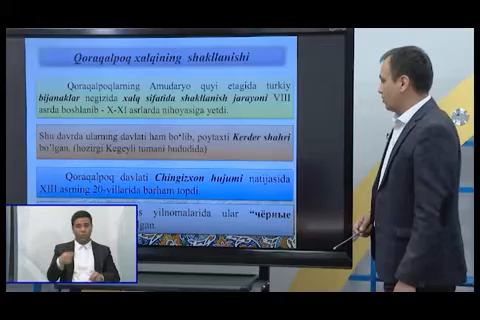 Qoraqalpoq xalqining shakllanishi
Qoraqalpoqlarning Amudaryo quyi etagida turkiy
bijanaklar negizida xalq sifatida shakllanish jarayoni VIII
asrda boshlanib - X-XI asrlarda nihoyasiga yetdi.
Shu davrda ularning davlati ham bo‘lib, poytaxti Kerder shahri
bo’lgan. (hozirgi Kegeyli tumani hududida)
Qoraqalpoq davlati Chingizxon hujumi natijasida
XIII asrning 20-yillarida barham topdi.
yilnomalarida ular “чёрные